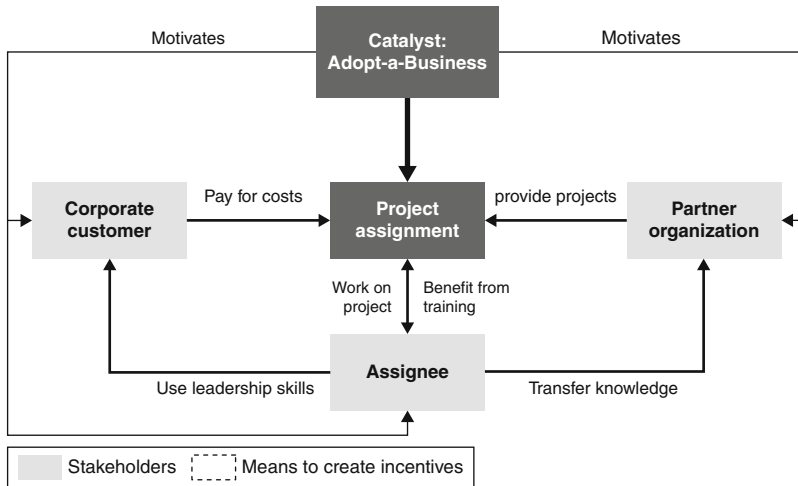 Motivates
Catalyst:
Adopt-a-Business
Motivates
Corporate
customer
Pay for costs
Project
assignment
provide projects
Partner
organization
Work on
project
Benefit from
training
Use leadership skills
Assignee
Transfer knowledge
Stakeholders
Means to create incentives